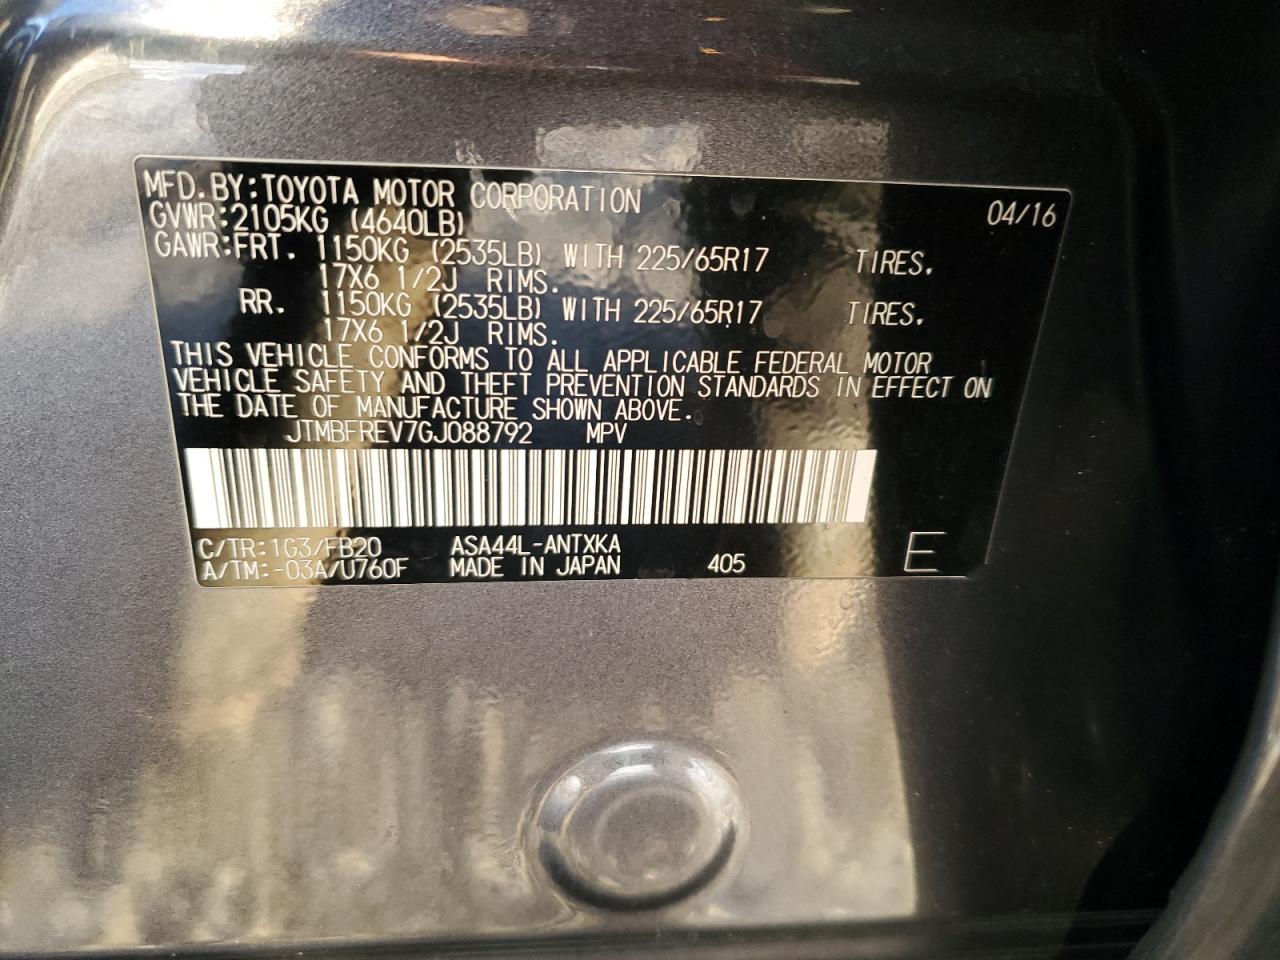 MFD.BY:TOYOTA MOTOR CORPORATION 04/16
GVWR:2105KG (4640LB)
GAWR:FRT. 1150KG (2535LB) WITH 225/65R17 TIRES.
17X6 1/2J RIMS.
RR. 1150KG (2535LB) WITH 225/65R17 TIRES.
17X6 1/2J RIMS.
THIS VEHICLE CONFORMS TO ALL APPLICABLE FEDERAL MOTOR
VEHICLE SAFETY AND THEFT PREVENTION STANDARDS IN EFFECT ON
THE DATE OF MANUFACTURE SHOWN ABOVE.
JTMBFREV7GJ088792 MPV
C/TR:1G3/FB20 ASA44L-ANTXKA
A/TM:-03A/U760F MADE IN JAPAN 405 E